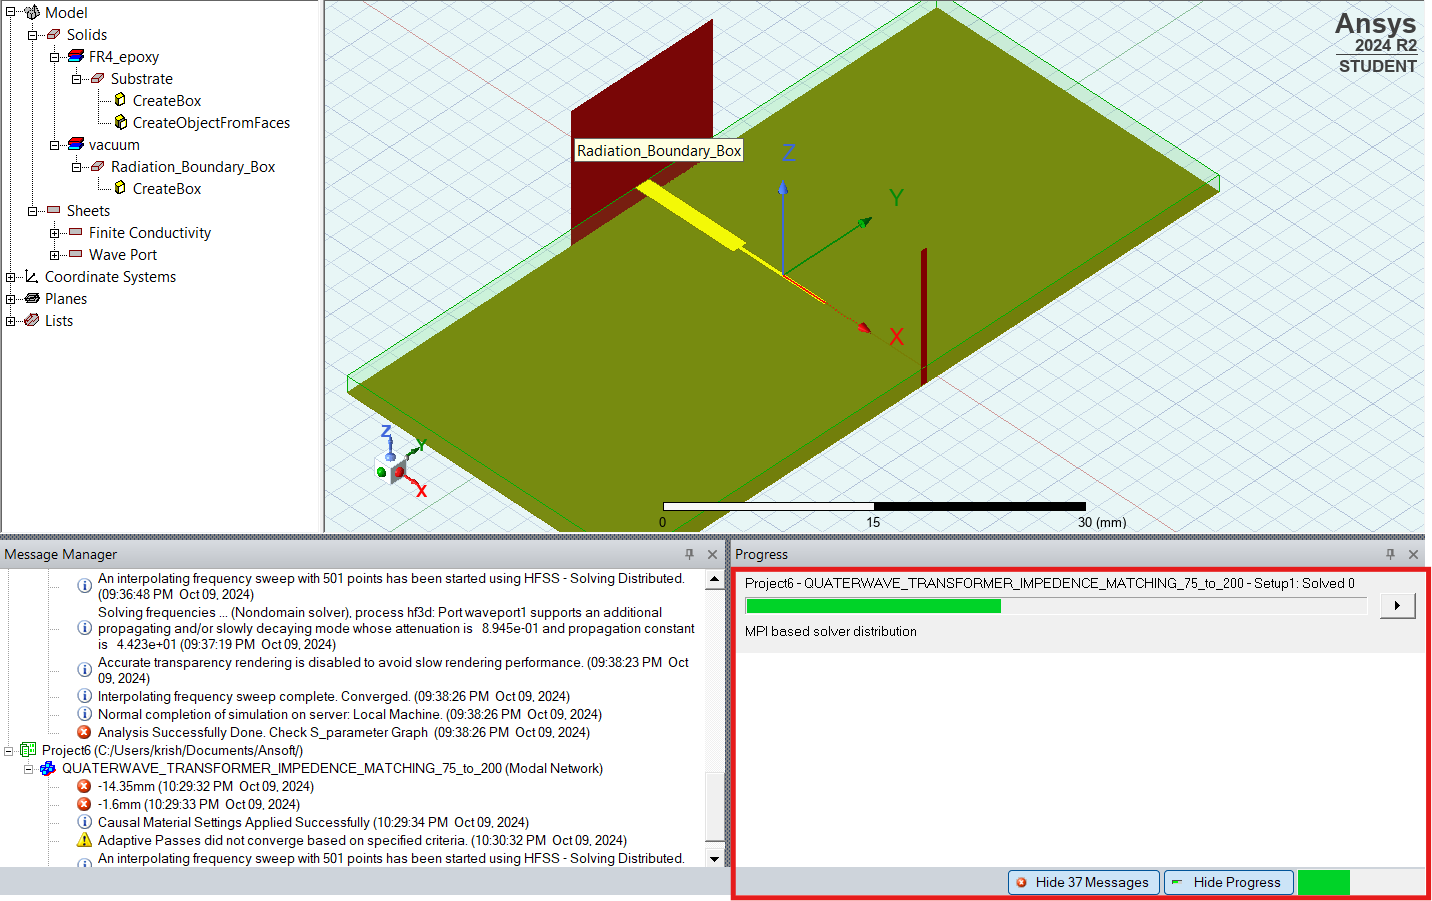 Model
Solids
FR4_epoxy
Substrate
CreateBox
CreateObjectFromFaces
vacuum
Radiation_Boundary_Box
CreateBox
Sheets
Finite Conductivity
Wave Port
Coordinate Systems
Planes
Lists
Ansys
2024 R2
STUDENT
Radiation_Boundary_Box
Z
Y
X
Z
Y
X
0
15
30 (mm)
Message Manager
An interpolating frequency sweep with 501 points has been started using HFSS - Solving Distributed.
(09:36:48 PM Oct 09, 2024)
Solving frequencies ... (Nondomain solver), process hf3d: Port waveport1 supports an additional
propagating and/or slowly decaying mode whose attenuation is 8.945e-01 and propagation constant
is 4.423e+01 (09:37:19 PM Oct 09, 2024)
Accurate transparency rendering is disabled to avoid slow rendering performance. (09:38:23 PM Oct
09, 2024)
Interpolating frequency sweep complete. Converged. (09:38:26 PM Oct 09, 2024)
Normal completion of simulation on server: Local Machine. (09:38:26 PM Oct 09, 2024)
Analysis Successfully Done. Check S_parameter Graph (09:38:26 PM Oct 09, 2024)
Project6 (C:/Users/krish/Documents/Ansoft/)
QUATERWAVE_TRANSFORMER_IMPEDENCE_MATCHING_75_to_200 (Modal Network)
-14.35mm (10:29:32 PM Oct 09, 2024)
-1.6mm (10:29:33 PM Oct 09, 2024)
Causal Material Settings Applied Successfully (10:29:34 PM Oct 09, 2024)
Adaptive Passes did not converge based on specified criteria. (10:30:32 PM Oct 09, 2024)
An interpolating frequency sweep with 501 points has been started using HFSS - Solving Distributed.
Progress
Project6 - QUATERWAVE_TRANSFORMER_IMPEDENCE_MATCHING_75_to_200 - Setup1: Solved 0
MPI based solver distribution
Hide 37 Messages
Hide Progress